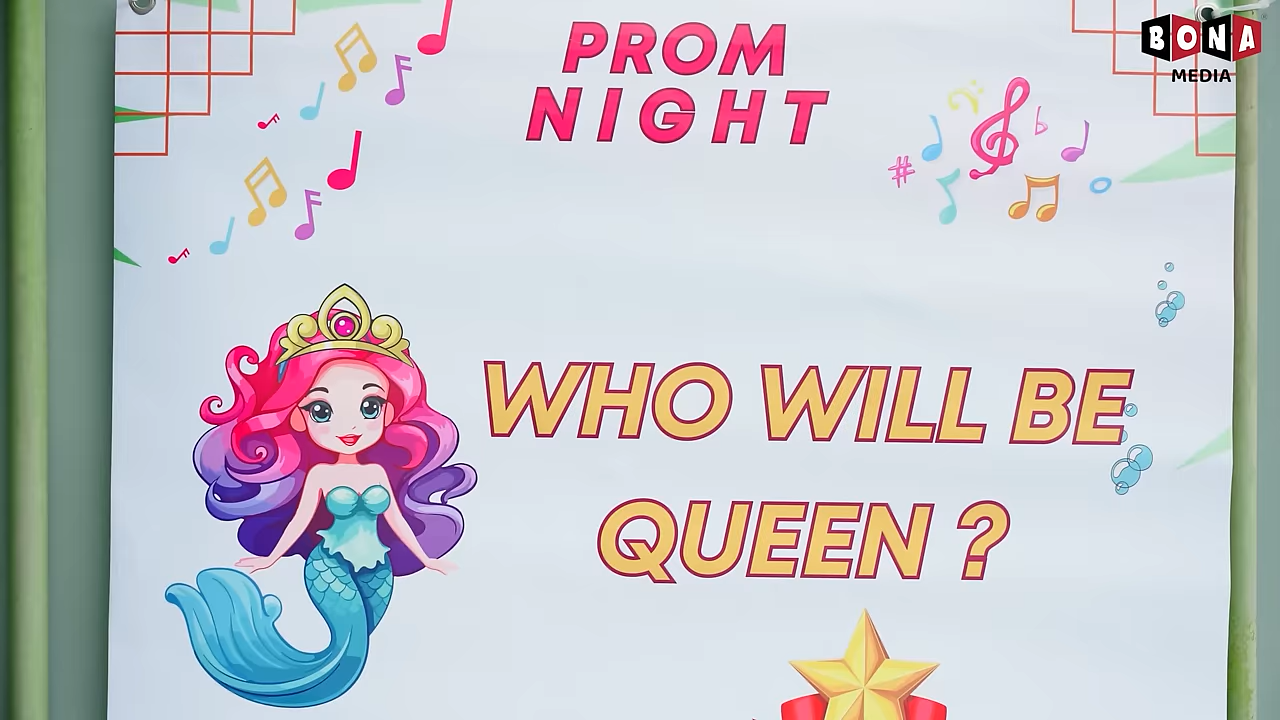 PROM
NIGHT
BONA
MEDIA
WHO WILL BE
QUEEN ?